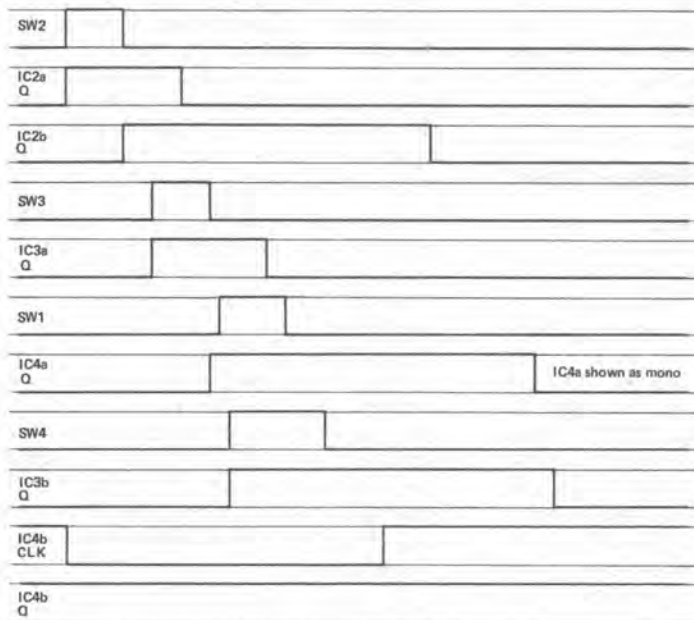 SW2
IC2a
Q
IC2b
Q
SW3
IC3a
Q
SW1
IC4a
Q
IC4a shown as mono
SW4
IC3b
Q
IC4b
CLK
IC4b
Q